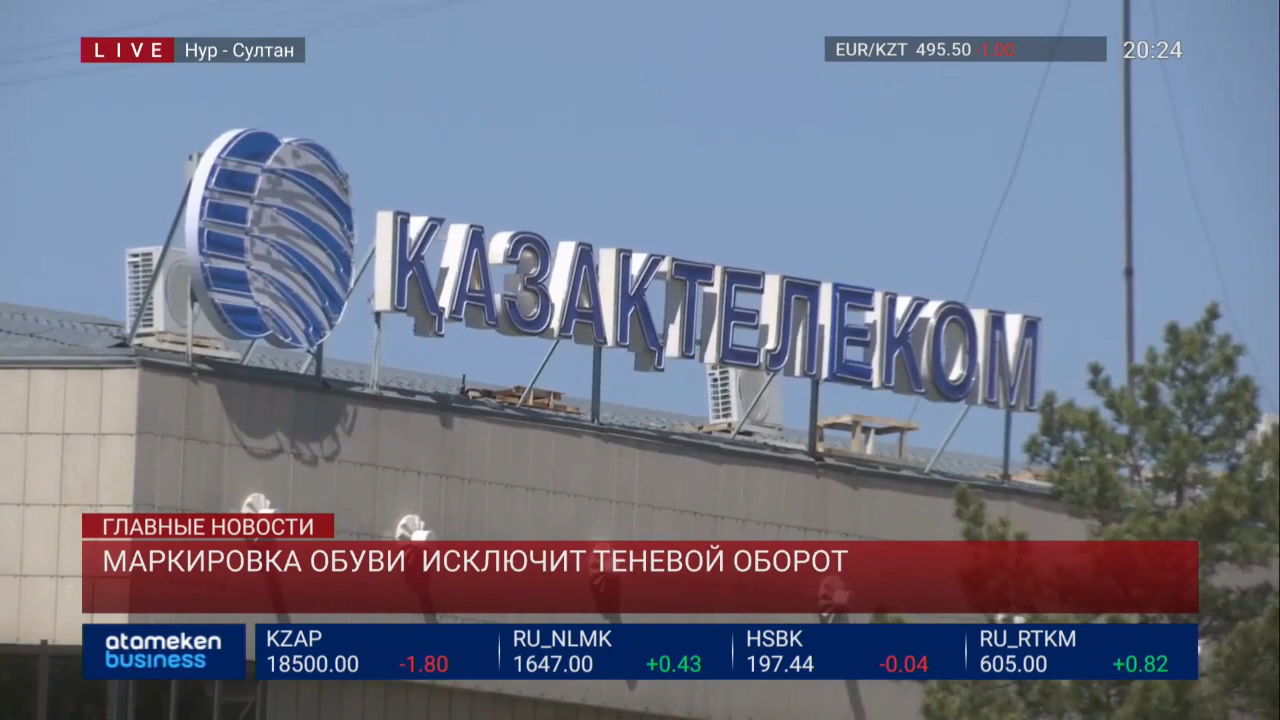 LIVE Нур - Султан
EUR/KZT 495.50 -1.00
20:24
ҚАЗАҚТЕЛЕКОМ
ГЛАВНЫЕ НОВОСТИ
МАРКИРОВКА ОБУВИ ИСКЛЮЧИТ ТЕНЕВОЙ ОБОРОТ
atameken
business
KZAP
18500.00 -1.80
RU_NLMK
1647.00 +0.43
HSBK
197.44 -0.04
RU_RTKM
605.00 +0.82